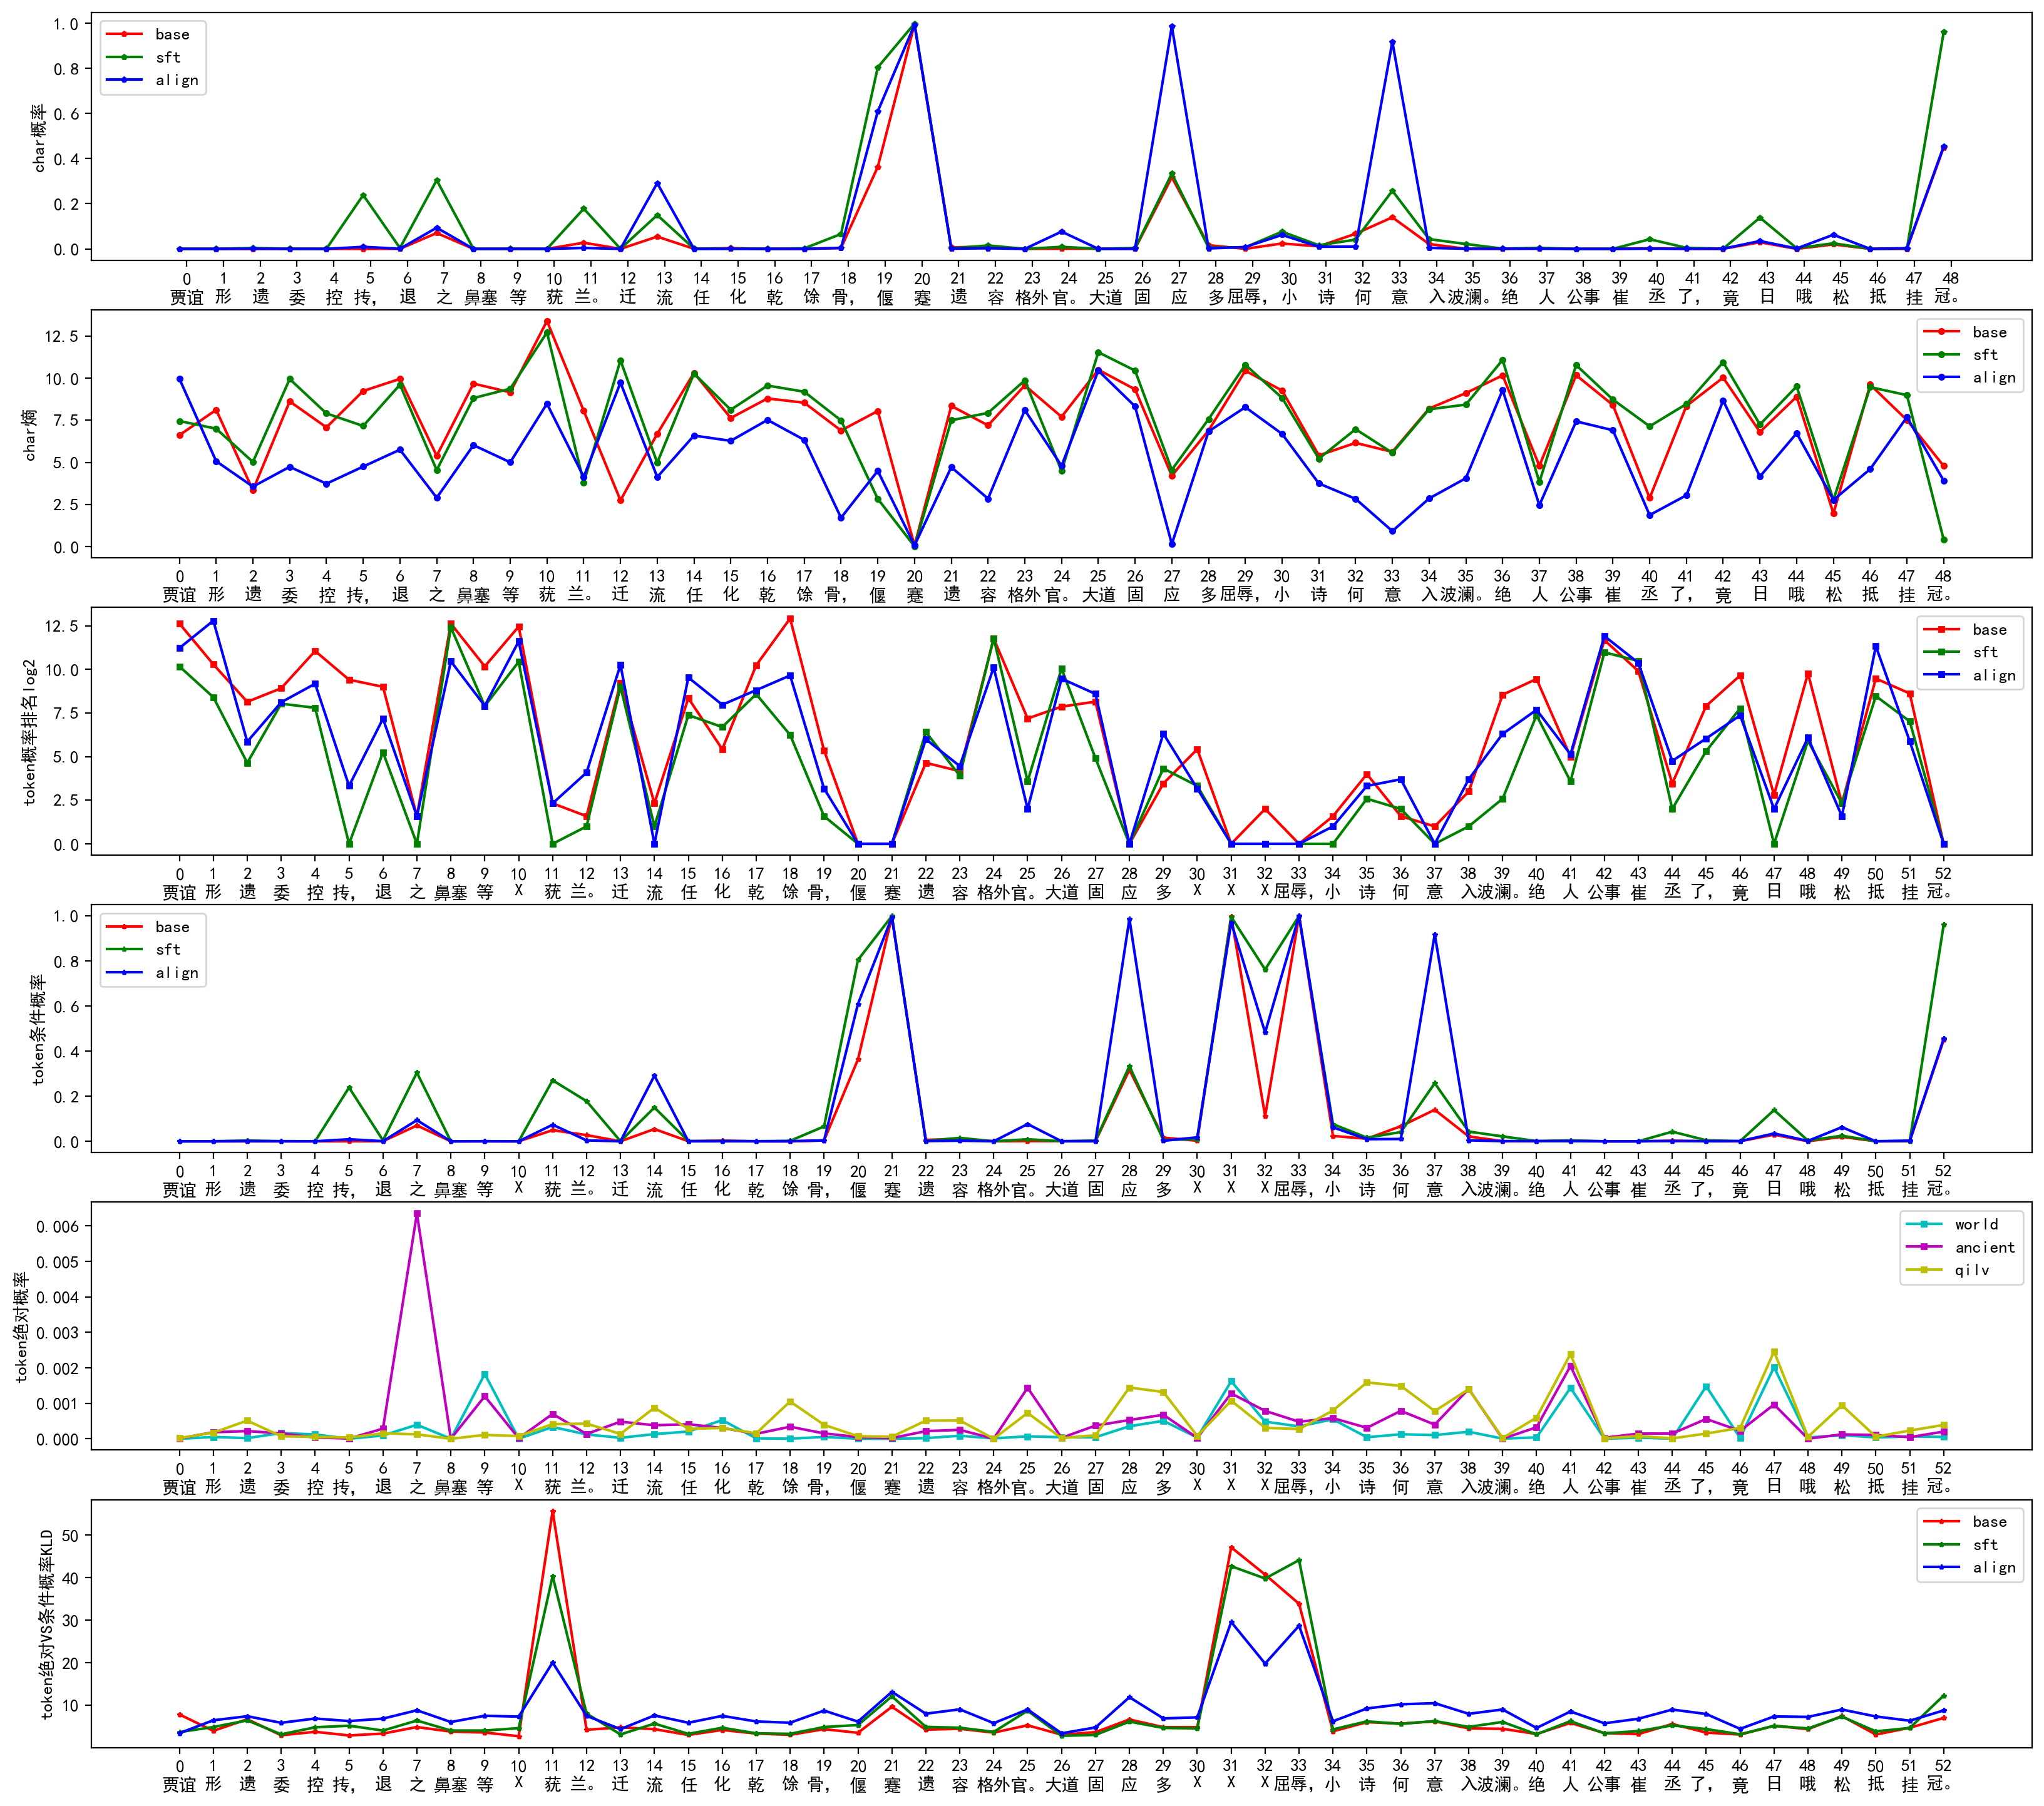 char概率
1.0
0.8
0.6
0.4
0.2
0.0
base
sft
align
0 1 2 3 4 5 6 7 8 9 10 11 12 13 14 15 16 17 18 19 20 21 22 23 24 25 26 27 28 29 30 31 32 33 34 35 36 37 38 39 40 41 42 43 44 45 46 47 48
贾谊 形 遗 委 控 抟, 退 之 鼻塞 等 莸 兰。 迁 流 任 化 乾 馀 骨, 偃 蹇 遗 容 格外 官。 大道 固 应 多 屈辱, 小 诗 何 意 入 波澜。 绝 人 公事 崔 丞 了, 竟 日 哦 松 抵 挂 冠。
char熵
12.5
10.0
7.5
5.0
2.5
0.0
base
sft
align
0 1 2 3 4 5 6 7 8 9 10 11 12 13 14 15 16 17 18 19 20 21 22 23 24 25 26 27 28 29 30 31 32 33 34 35 36 37 38 39 40 41 42 43 44 45 46 47 48
贾谊 形 遗 委 控 抟, 退 之 鼻塞 等 莸 兰。 迁 流 任 化 乾 馀 骨, 偃 蹇 遗 容 格外 官。 大道 固 应 多 屈辱, 小 诗 何 意 入 波澜。 绝 人 公事 崔 丞 了, 竟 日 哦 松 抵 挂 冠。
token概率排名log2
12.5
10.0
7.5
5.0
2.5
0.0
base
sft
align
0 1 2 3 4 5 6 7 8 9 10 11 12 13 14 15 16 17 18 19 20 21 22 23 24 25 26 27 28 29 30 31 32 33 34 35 36 37 38 39 40 41 42 43 44 45 46 47 48 49 50 51 52
贾谊 形 遗 委 控 抟, 退 之 鼻塞 等 X 莸 兰。 迁 流 任 化 乾 馀 骨, 偃 蹇 遗 容 格外 官。 大道 固 应 多 X X X 屈辱, 小 诗 何 意 入 波澜。 绝 人 公事 崔 丞 了, 竟 日 哦 松 抵 挂 冠。
token条件概率
1.0
0.8
0.6
0.4
0.2
0.0
base
sft
align
0 1 2 3 4 5 6 7 8 9 10 11 12 13 14 15 16 17 18 19 20 21 22 23 24 25 26 27 28 29 30 31 32 33 34 35 36 37 38 39 40 41 42 43 44 45 46 47 48 49 50 51 52
贾谊 形 遗 委 控 抟, 退 之 鼻塞 等 X 莸 兰。 迁 流 任 化 乾 馀 骨, 偃 蹇 遗 容 格外 官。 大道 固 应 多 X X X 屈辱, 小 诗 何 意 入 波澜。 绝 人 公事 崔 丞 了, 竟 日 哦 松 抵 挂 冠。
token绝对概率
0.006
0.005
0.004
0.003
0.002
0.001
0.000
world
ancient
qilv
0 1 2 3 4 5 6 7 8 9 10 11 12 13 14 15 16 17 18 19 20 21 22 23 24 25 26 27 28 29 30 31 32 33 34 35 36 37 38 39 40 41 42 43 44 45 46 47 48 49 50 51 52
贾谊 形 遗 委 控 抟, 退 之 鼻塞 等 X 莸 兰。 迁 流 任 化 乾 馀 骨, 偃 蹇 遗 容 格外 官。 大道 固 应 多 X X X 屈辱, 小 诗 何 意 入 波澜。 绝 人 公事 崔 丞 了, 竟 日 哦 松 抵 挂 冠。
token绝对VS条件概率KLD
50
40
30
20
10
base
sft
align
0 1 2 3 4 5 6 7 8 9 10 11 12 13 14 15 16 17 18 19 20 21 22 23 24 25 26 27 28 29 30 31 32 33 34 35 36 37 38 39 40 41 42 43 44 45 46 47 48 49 50 51 52
贾谊 形 遗 委 控 抟, 退 之 鼻塞 等 X 莸 兰。 迁 流 任 化 乾 馀 骨, 偃 蹇 遗 容 格外 官。 大道 固 应 多 X X X 屈辱, 小 诗 何 意 入 波澜。 绝 人 公事 崔 丞 了, 竟 日 哦 松 抵 挂 冠。